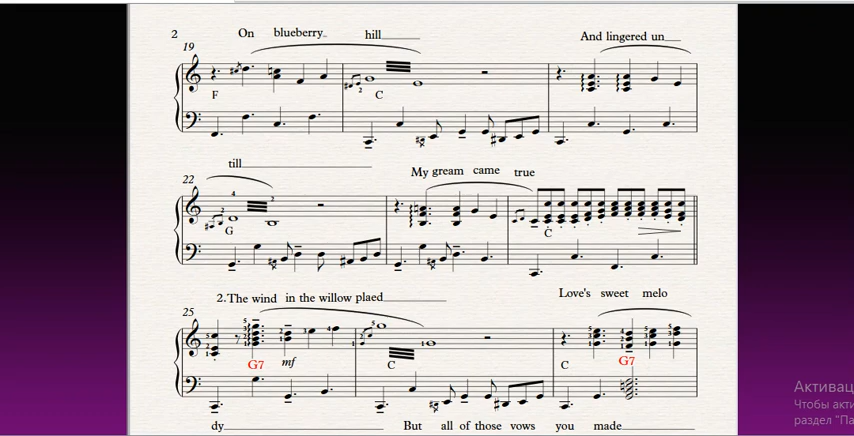 2 On blueberry hill And lingered un
19
F C
till My gream came true
22
G C
2.The wind in the willow plaed Love's sweet melo
25
G7 mf C C G7
dy But all of those vows you made
Активац
Чтобы акти
раздел "Па